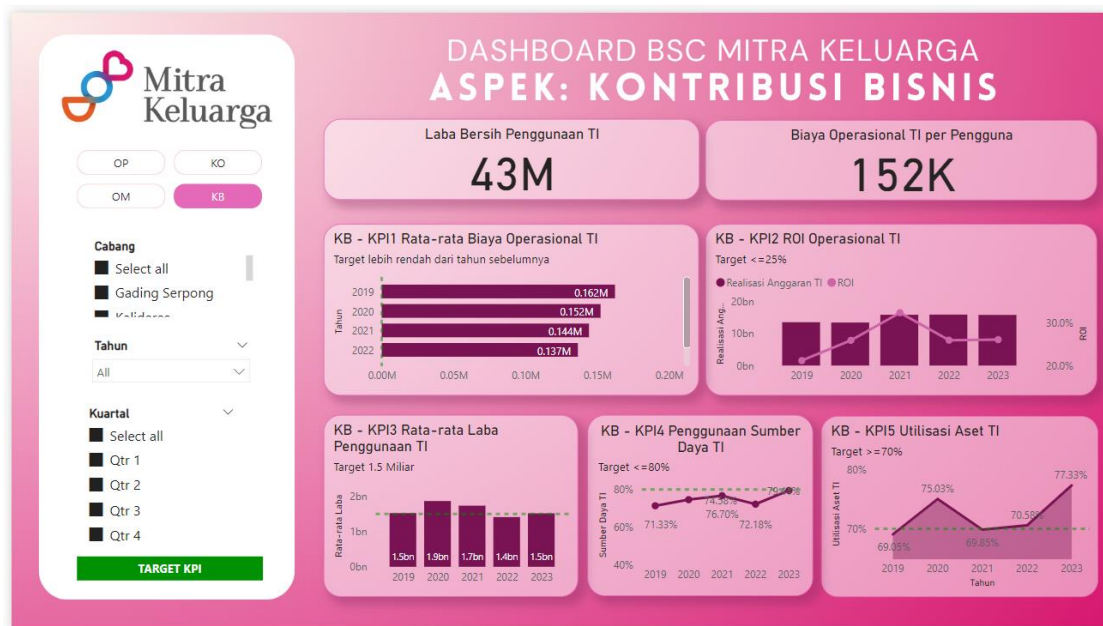 Mitra
Keluarga
OP
KO
OM
KB
Cabang
Select all
Gading Serpong
Kalideres
Tahun
All
Kuartal
Select all
Qtr 1
Qtr 2
Qtr 3
Qtr 4
TARGET KPI
DASHBOARD BSC MITRA KELUARGA
ASPEK: KONTRIBUSI BISNIS
Laba Bersih Penggunaan TI
43M
Biaya Operasional TI per Pengguna
152K
KB - KPI1 Rata-rata Biaya Operasional TI
Target lebih rendah dari tahun sebelumnya
Tahun
2019
0.162M
2020
0.152M
2021
0.144M
2022
0.137M
0.00M 0.05M 0.10M 0.15M 0.20M
KB - KPI2 ROI Operasional TI
Target <=25%
Realisasi Anggaran TI ROI
Realisasi Ang...
20bn
10bn
0bn
30.0%
20.0%
ROI
2019 2020 2021 2022 2023
KB - KPI3 Rata-rata Laba
Penggunaan TI
Target 1.5 Miliar
Rata-rata Laba
2bn
1bn
0bn
1.5bn 1.9bn 1.7bn 1.4bn 1.5bn
2019 2020 2021 2022 2023
KB - KPI4 Penggunaan Sumber
Daya TI
Target <=80%
Sumber Daya TI
80%
60%
40%
71.33%
74.58%
76.70%
72.18%
2019 2020 2021 2022 2023
KB - KPI5 Utilisasi Aset TI
Target >=70%
Utilisasi Aset TI
80%
70%
69.05%
75.03%
69.85%
70.58%
77.33%
2019 2020 2021 2022 2023
Tahun